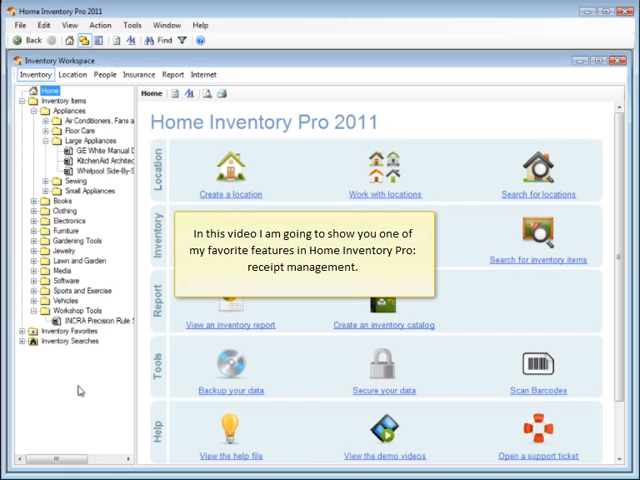 Home Inventory Pro 2011
File Edit View Action Tools Window Help
Back Find
Inventory Workspace
Inventory Location People Insurance Report Internet
Home
Inventory Items
Appliances
Air Conditioners, Fans a
Floor Care
Large Appliances
GE White Manual D
KitchenAid Architec
Whirlpool Side-By-S
Sewing
Small Appliances
Books
Clothing
Electronics
Furniture
Gardening Tools
Jewelry
Lawn and Garden
Media
Software
Sports and Exercise
Vehicles
Workshop Tools
INCRA Precision Rule S
Inventory Favorites
Inventory Searches
Home
Home Inventory Pro 2011
Location
Create a location Work with locations Search for locations
Inventory
Search for inventory items
In this video I am going to show you one of
my favorite features in Home Inventory Pro:
receipt management.
Report
View an inventory report Create an inventory catalog
Tools
Backup your data Secure your data Scan Barcodes
Help
View the help file View the demo videos Open a support ticket